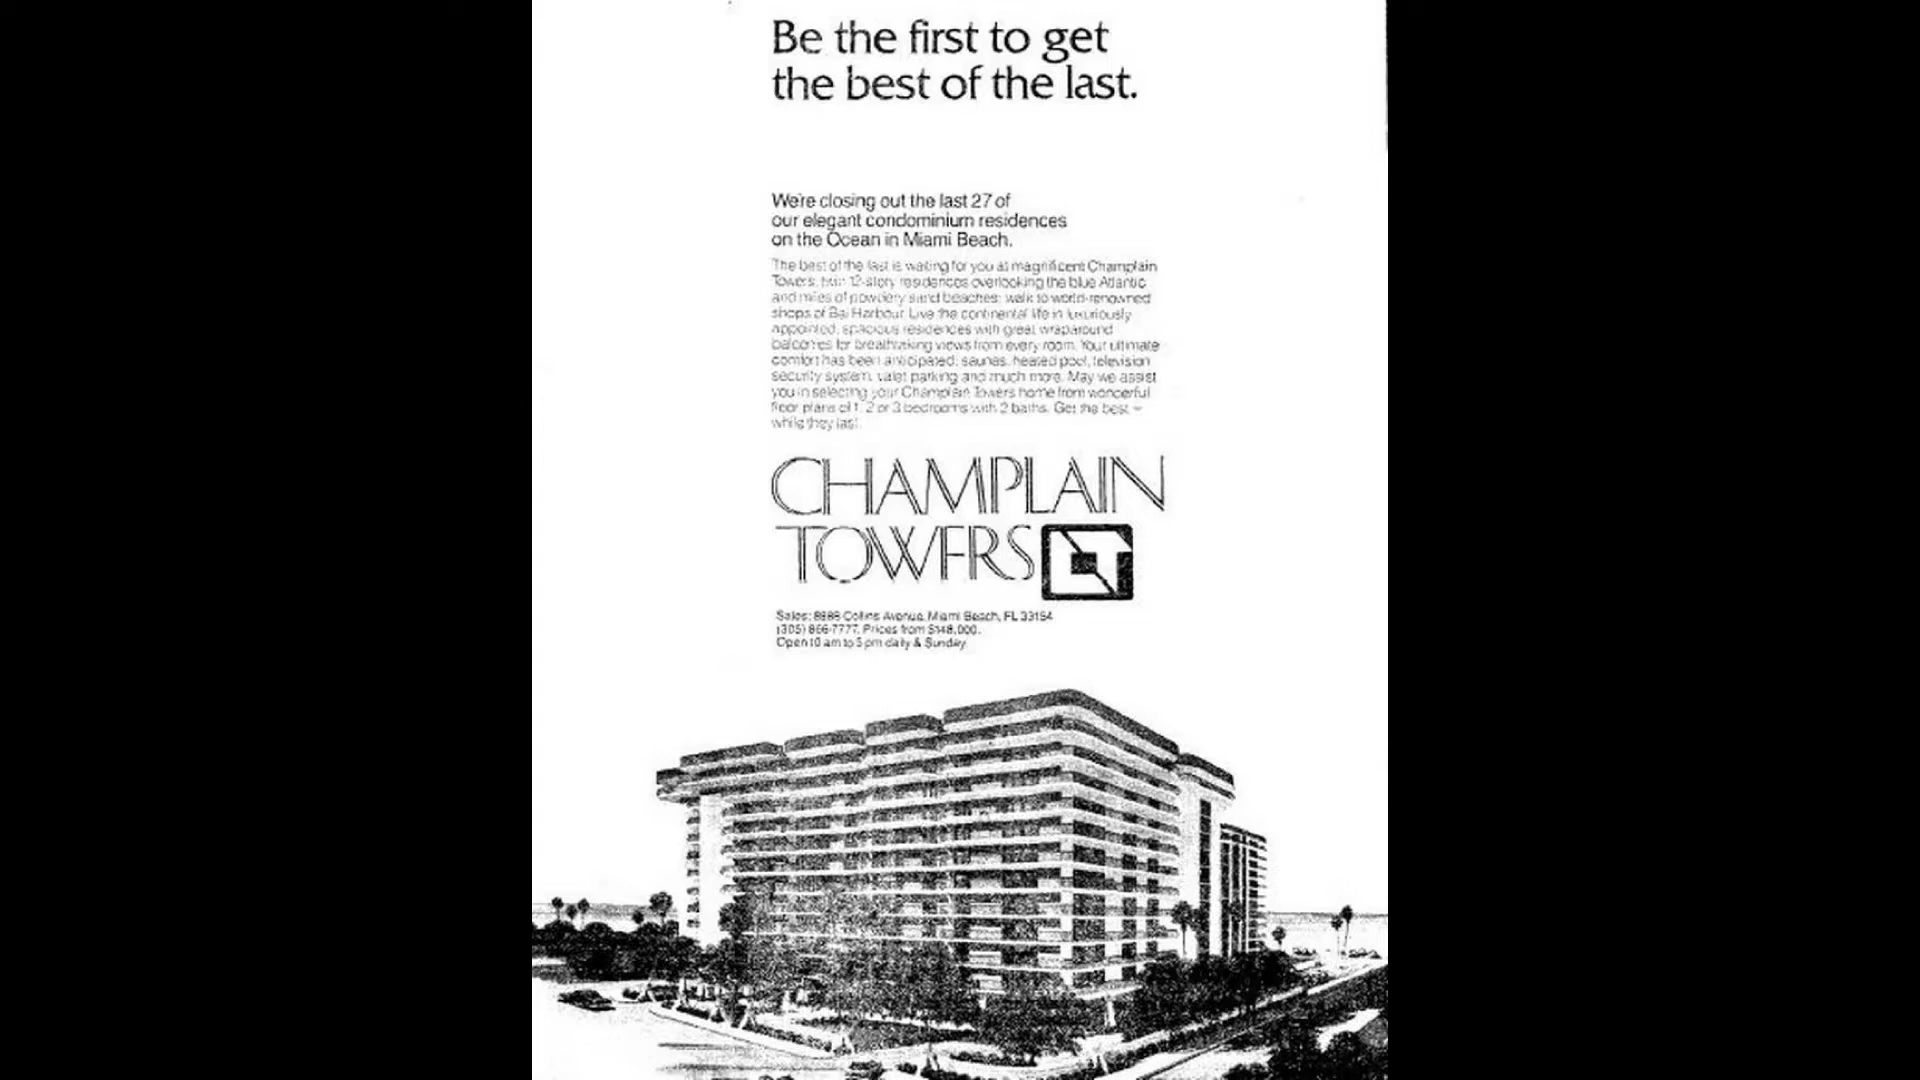 Be the first to get
the best of the last.
We're closing out the last 27 of
our elegant condominium residences
on the Ocean in Miami Beach.
The best of the last is waiting for you at magnificent Champlain
Towers: twin 12-story residences overlooking the blue Atlantic
and miles of powdery sand beaches; walk to world-renowned
shops of Bal Harbour. Live the continental life in luxuriously
appointed, spacious residences with great wraparound
balconies for breathtaking views from every room. Your ultimate
comfort has been anticipated: saunas, heated pool, television
security system, valet parking and much more. May we assist
you in selecting your Champlain Towers home from wonderful
floor plans of 1, 2 or 3 bedrooms with 2 baths. Get the best –
while they last.
CHAMPLAIN
TOWERS CT
Sales: 8888 Collins Avenue, Miami Beach, FL 33154
(305) 866-7777. Prices from $148,000.
Open 10 am to 5 pm daily & Sunday